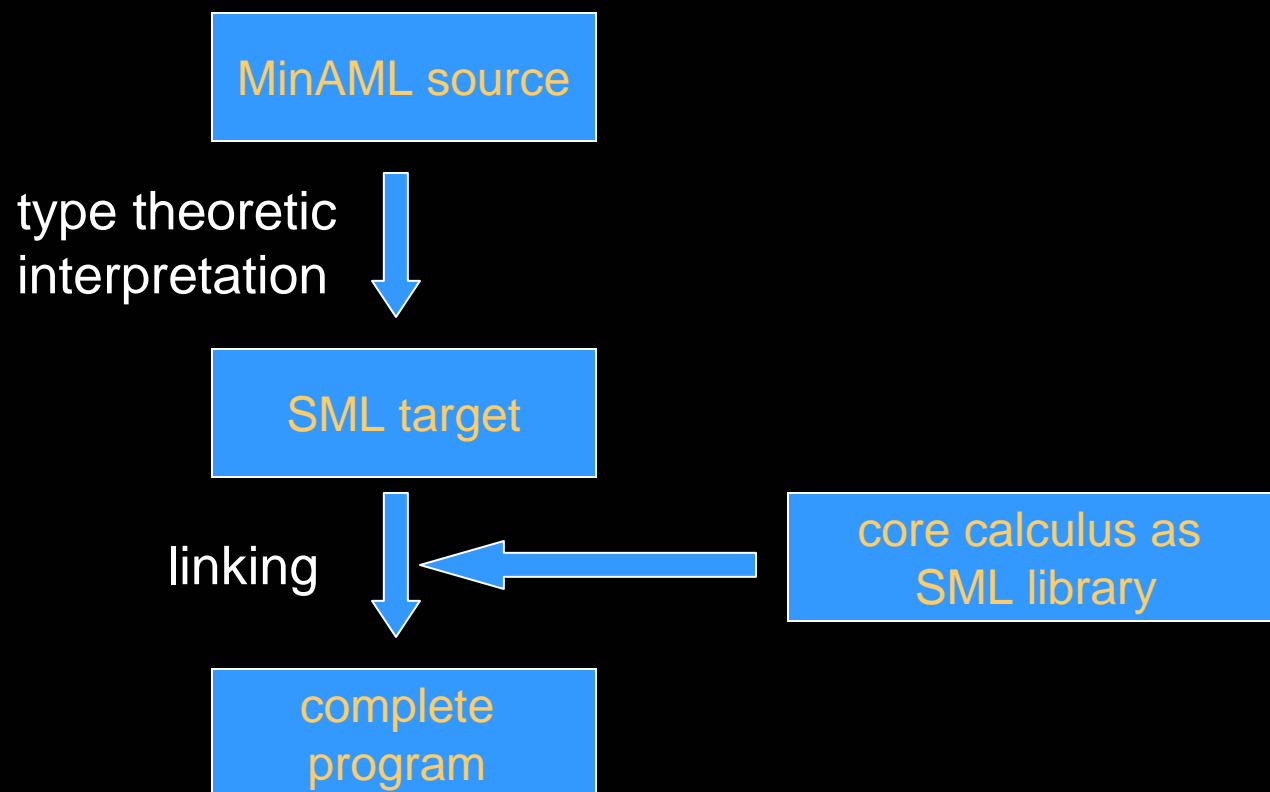 MinAML source
type theoretic
interpretation
SML target
linking
core calculus as
SML library
complete
program